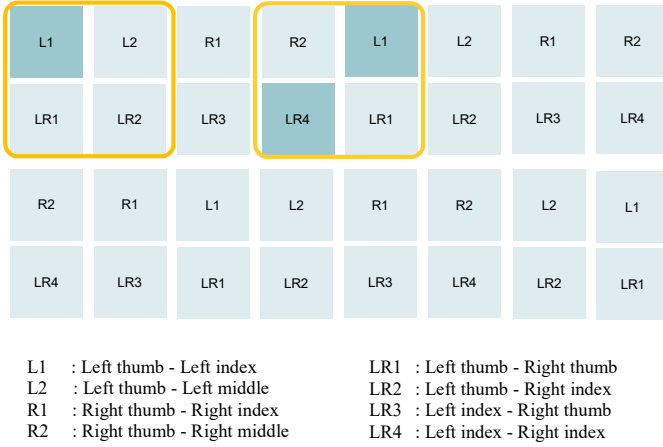 L1 L2 R1 R2 L1 L2 R1 R2
LR1 LR2 LR3 LR4 LR1 LR2 LR3 LR4
R2 R1 L1 L2 R1 R2 L2 L1
LR4 LR3 LR1 LR2 LR3 LR4 LR2 LR1
L1 : Left thumb - Left index
L2 : Left thumb - Left middle
R1 : Right thumb - Right index
R2 : Right thumb - Right middle
LR1 : Left thumb - Right thumb
LR2 : Left thumb - Right index
LR3 : Left index - Right thumb
LR4 : Left index - Right index